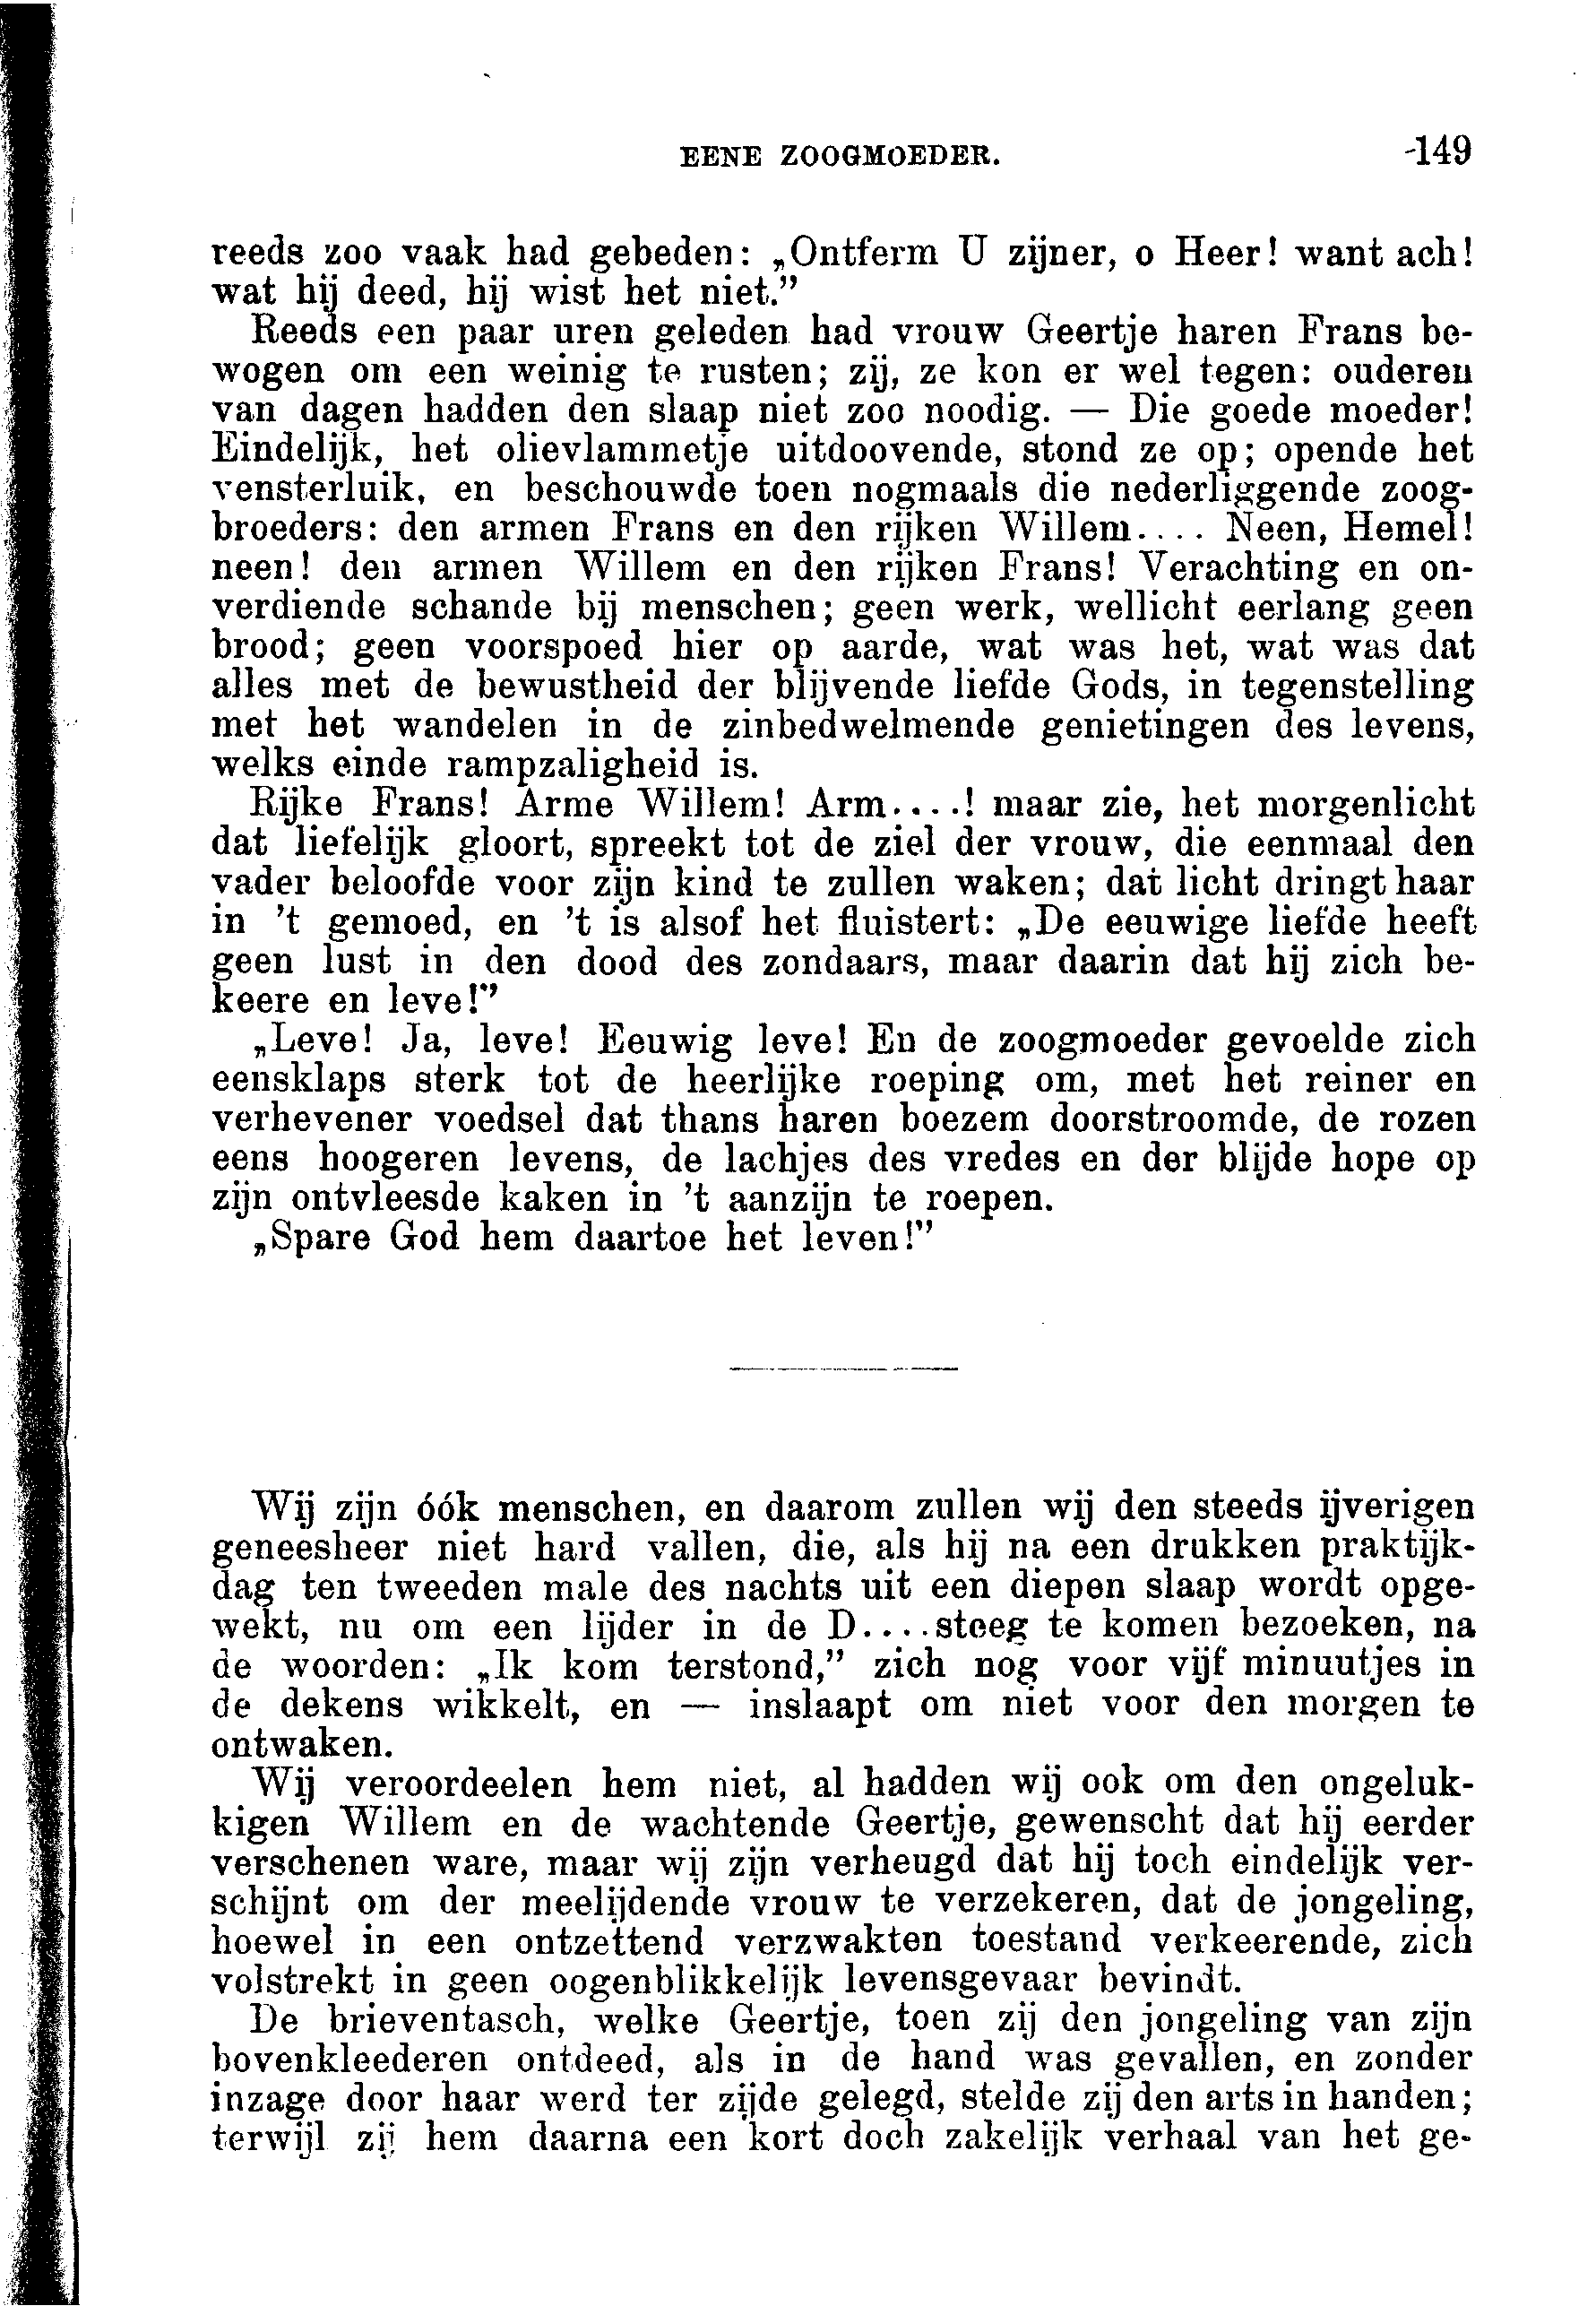 EENE ZOOGMOEDER. 149
reeds zoo vaak had gebeden: „Ontferm U zijner, o Heer! want ach!
wat hij deed, hij wist het niet.”
Reeds een paar uren geleden had vrouw Geertje haren Frans be-
wogen om een weinig te rusten; zij, ze kon er wel tegen: ouderen
van dagen hadden den slaap niet zoo noodig. — Die goede moeder!
Eindelijk, het olievlammetje uitdoovende, stond ze op; opende het
vensterluik, en beschouwde toen nogmaals die nederliggende zoog-
broeders: den armen Frans en den rijken Willem.... Neen, Hemel!
neen! den armen Willem en den rijken Frans! Verachting en on-
verdiende schande bij menschen; geen werk, wellicht eerlang geen
brood; geen voorspoed hier op aarde, wat was het, wat was dat
alles met de bewustheid der blijvende liefde Gods, in tegenstelling
met het wandelen in de zinbedwelmende genietingen des levens,
welks einde rampzaligheid is.
Rijke Frans! Arme Willem! Arm....! maar zie, het morgenlicht
dat liefelijk gloort, spreekt tot de ziel der vrouw, die eenmaal den
vader beloofde voor zijn kind te zullen waken; dat licht dringt haar
in 't gemoed, en 't is alsof het fluistert: „De eeuwige liefde heeft
geen lust in den dood des zondaars, maar daarin dat hij zich be-
keere en leve!”
„Leve! Ja, leve! Eeuwig leve! En de zoogmoeder gevoelde zich
eensklaps sterk tot de heerlijke roeping om, met het reiner en
verhevener voedsel dat thans haren boezem doorstroomde, de rozen
eens hoogeren levens, de lachjes des vredes en der blijde hope op
zijn ontvleesde kaken in 't aanzijn te roepen.
„Spare God hem daartoe het leven!”
Wij zijn óók menschen, en daarom zullen wij den steeds ijverigen
geneesheer niet hard vallen, die, als hij na een drukken praktijk-
dag ten tweeden male des nachts uit een diepen slaap wordt opge-
wekt, nu om een lijder in de D....steeg te komen bezoeken, na
de woorden: „Ik kom terstond,” zich nog voor vijf minuutjes in
de dekens wikkelt, en — inslaapt om niet voor den morgen te
ontwaken.
Wij veroordeelen hem niet, al hadden wij ook om den ongeluk-
kigen Willem en de wachtende Geertje, gewenscht dat hij eerder
verschenen ware, maar wij zijn verheugd dat hij toch eindelijk ver-
schijnt om der meelijdende vrouw te verzekeren, dat de jongeling,
hoewel in een ontzettend verzwakten toestand verkeerende, zich
volstrekt in geen oogenblikkelijk levensgevaar bevindt.
De brieventasch, welke Geertje, toen zij den jongeling van zijn
bovenkleederen ontdeed, als in de hand was gevallen, en zonder
inzage door haar werd ter zijde gelegd, stelde zij den arts in handen;
terwijl zij hem daarna een kort doch zakelijk verhaal van het ge-